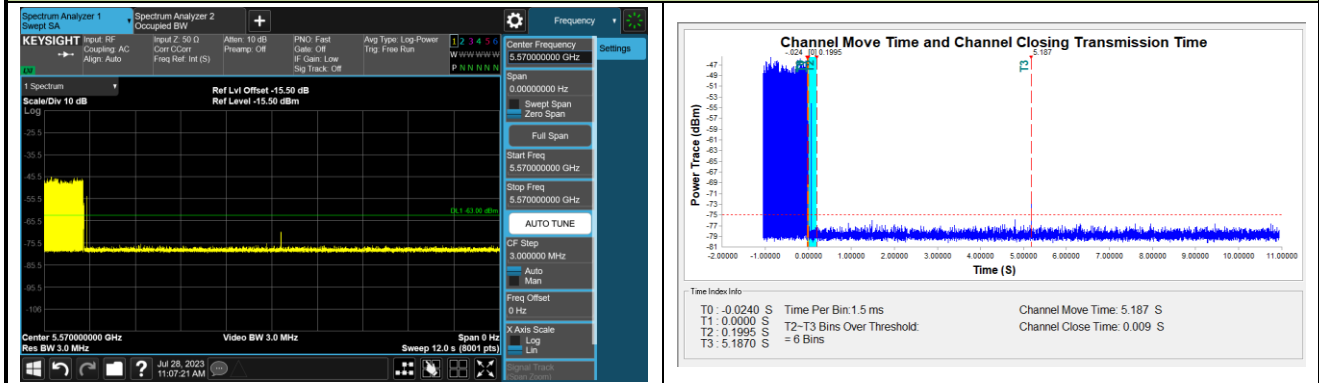 Spectrum Analyzer 1
Swept SA
Spectrum Analyzer 2
Occupied BW
+
Frequency
KEYSIGHT
Input: RF
Coupling: AC
Align: Auto
Input Z: 50 Ω
Corr CCorr
Freq Ref: Int (S)
Atten: 10 dB
Preamp: Off
PNO: Fast
Gate: Off
IF Gain: Low
Sig Track: Off
Avg Type: Log-Power
Trig: Free Run
1 2 3 4 5 6
W W W W W W
P N N N N N
Center Frequency
5.570000000 GHz
Settings
Span
0.00000000 Hz
Swept Span
Zero Span
Full Span
Start Freq
5.570000000 GHz
Stop Freq
5.570000000 GHz
AUTO TUNE
CF Step
3.000000 MHz
Auto
Man
Freq Offset
0 Hz
X Axis Scale
Log
Lin
Signal Track
(Span Zoom)
1 Spectrum
Scale/Div 10 dB
Ref Lvl Offset -15.50 dB
Ref Level -15.50 dBm
Log
-25.5
-35.5
-45.5
-55.5
-65.5
-75.5
-85.5
-95.5
-106
Center 5.570000 GHz
Res BW 3.0 MHz
Video BW 3.0 MHz
Span 0 Hz
Sweep 12.0 s (8001 pts)
?
Jul 28, 2023
11:07:21 AM
Channel Move Time and Channel Closing Transmission Time
-.024 [0] 0.1995
5.187
T3
Power Trace (dBm)
-47
-49
-51
-53
-55
-57
-59
-61
-63
-65
-67
-69
-71
-73
-75
-77
-79
-81
-2.00000 -1.00000 0.00000 1.00000 2.00000 3.00000 4.00000 5.00000 6.00000 7.00000 8.00000 9.00000 10.00000 11.00000
Time (S)
Time Index Info
T0 : -0.0240 S
T1 : 0.0000 S
T2 : 0.1995 S
T3 : 5.1870 S
Time Per Bin:1.5 ms
T2~T3 Bins Over Threshold:
= 6 Bins
Channel Move Time: 5.187 S
Channel Close Time: 0.009 S